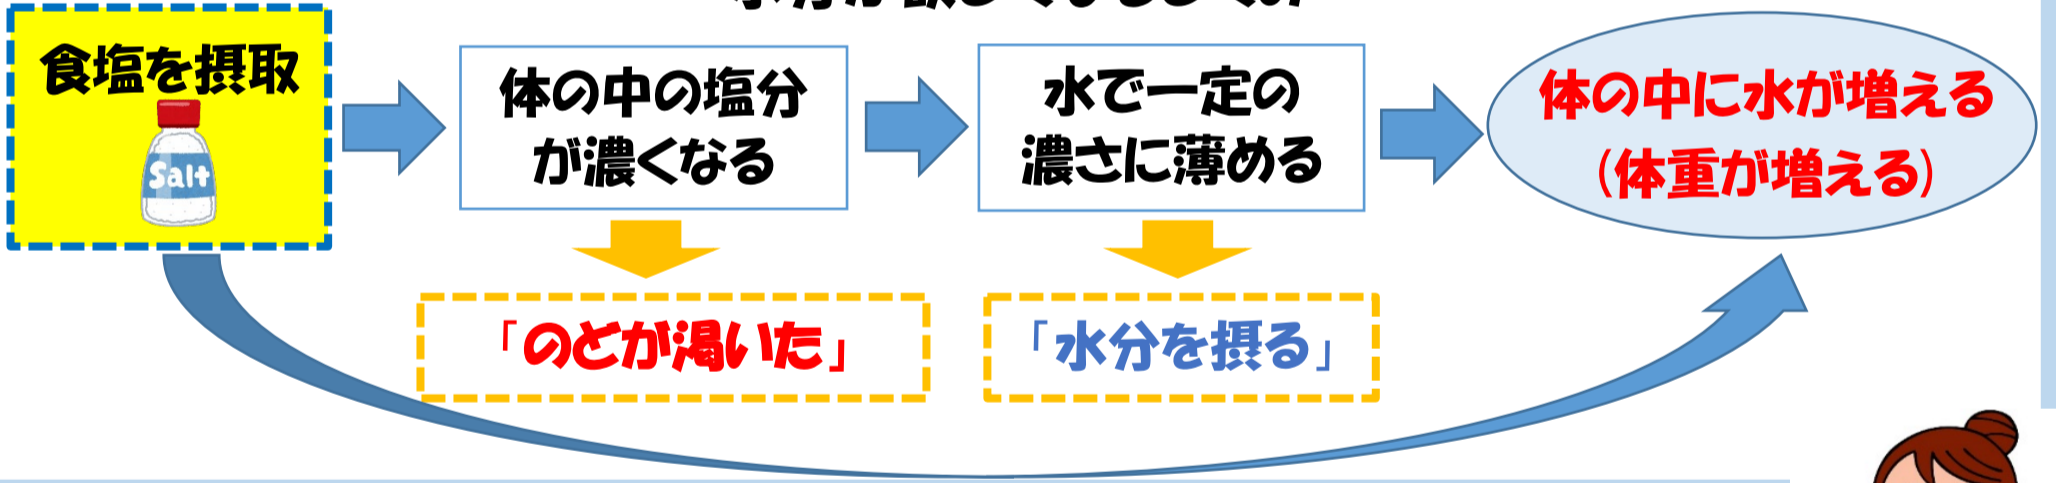 食塩を摂取
Salt
体の中の塩分
が濃くなる
水で一定の
濃さに薄める
体の中に水が増える
(体重が増える)
「のどが渇いた」
「水分を摂る」